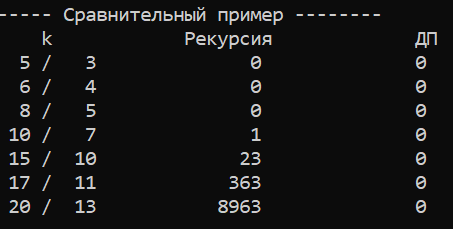 ----- Сравнительный пример --------
k Рекурсия ДП
5 / 3 0 0
6 / 4 0 0
8 / 5 0 0
10 / 7 1 0
15 / 10 23 0
17 / 11 363 0
20 / 13 8963 0